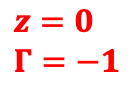 z = 0
Γ = −1